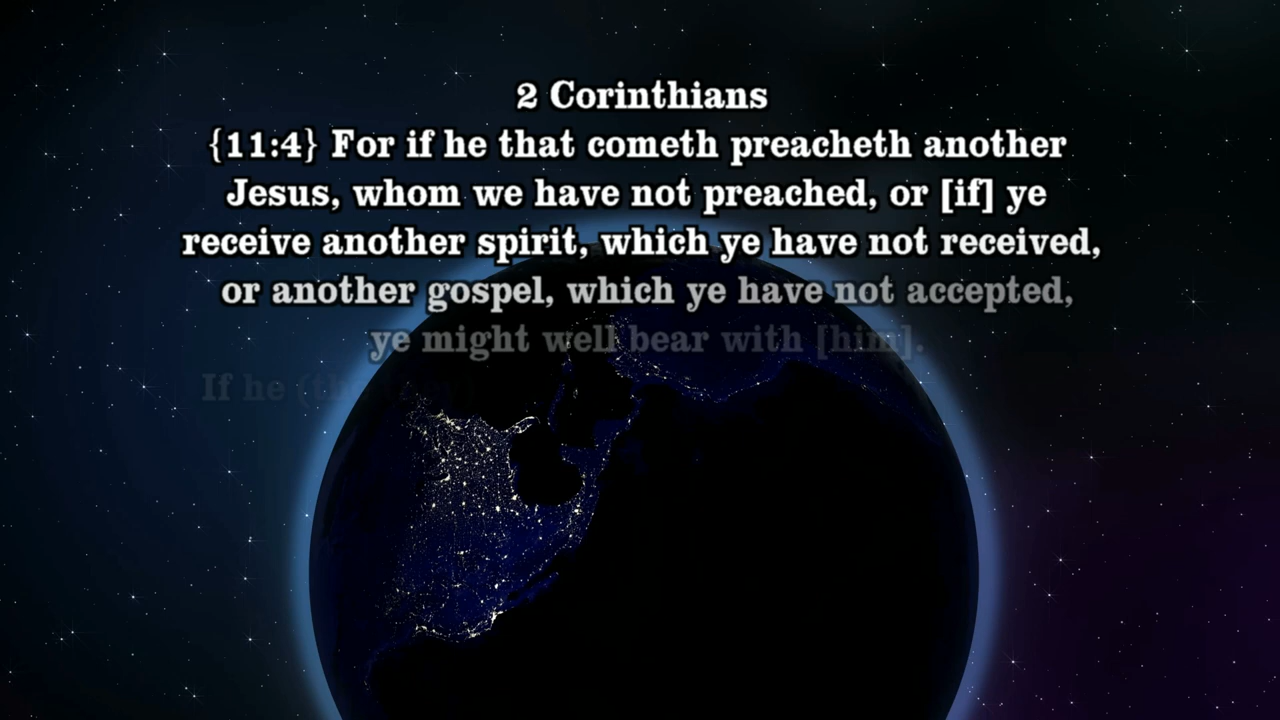 2 Corinthians
{11:4} For if he that cometh preacheth another
Jesus, whom we have not preached, or [if] ye
receive another spirit, which ye have not received,
or another gospel, which ye have not accepted,
ye might well bear with [him].
If he